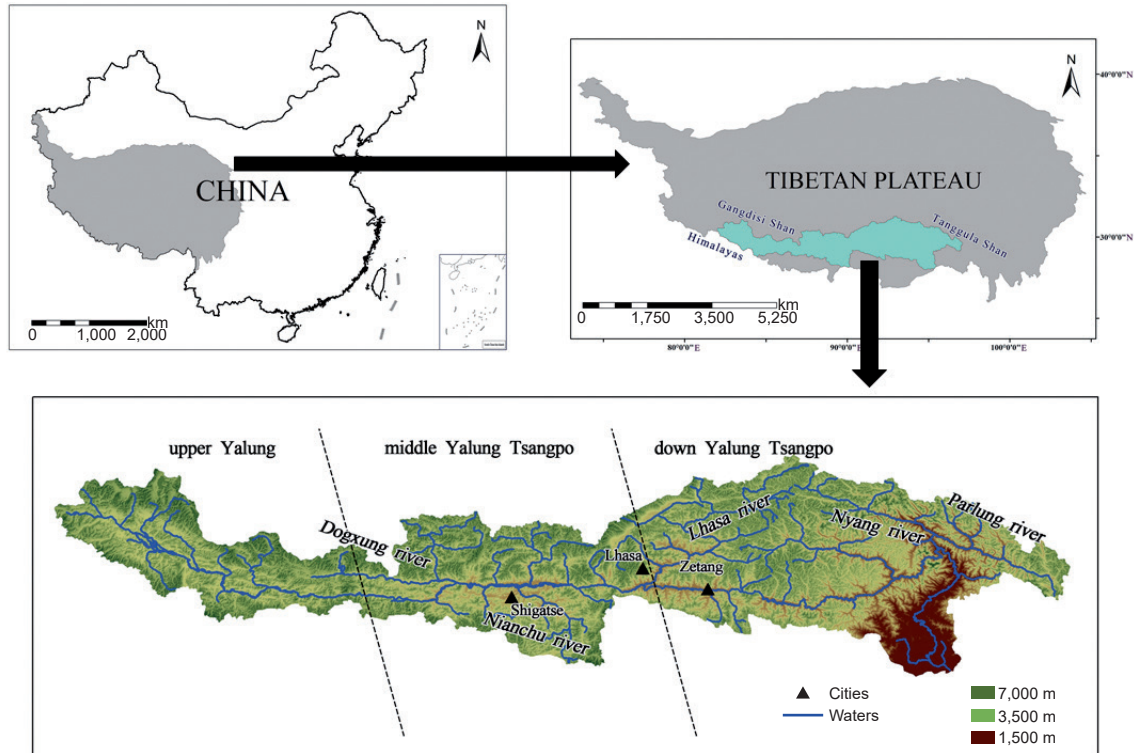 N
CHINA
km
0 1,000 2,000
N
40°0'0"N
TIBETAN PLATEAU
Gangdisi Shan
Tanggula Shan
Himalayas
30°0'0"N
km
0 1,750 3,500 5,250
80°0'0"E 90°0'0"E 100°0'0"E
upper Yalung
middle Yalung Tsangpo
down Yalung Tsangpo
Dogxung river
Lhasa river
Nyang river
Parlung river
Lhasa
Zetang
Shigatse
Nianchu river
Cities
Waters
7,000 m
3,500 m
1,500 m